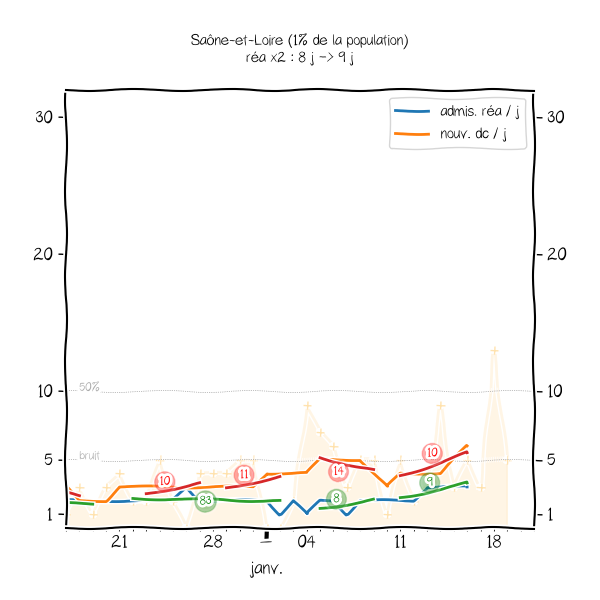 Saône-et-Loire (1% de la population)
réa x2 : 8 j -> 9 j
admis. réa / j
nouv. dc / j
30 30
20 20
10 10
50%
5 5
bruit
1 1
10
83
11
14
8
10
9
21 28 04 11 18
janv.